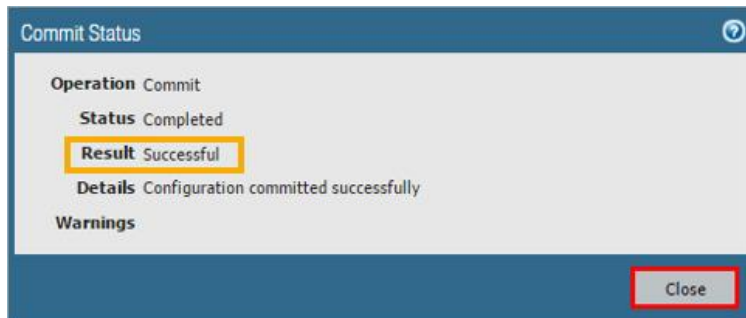 Commit Status
Operation Commit
Status Completed
Result Successful
Details Configuration committed successfully
Warnings
Close